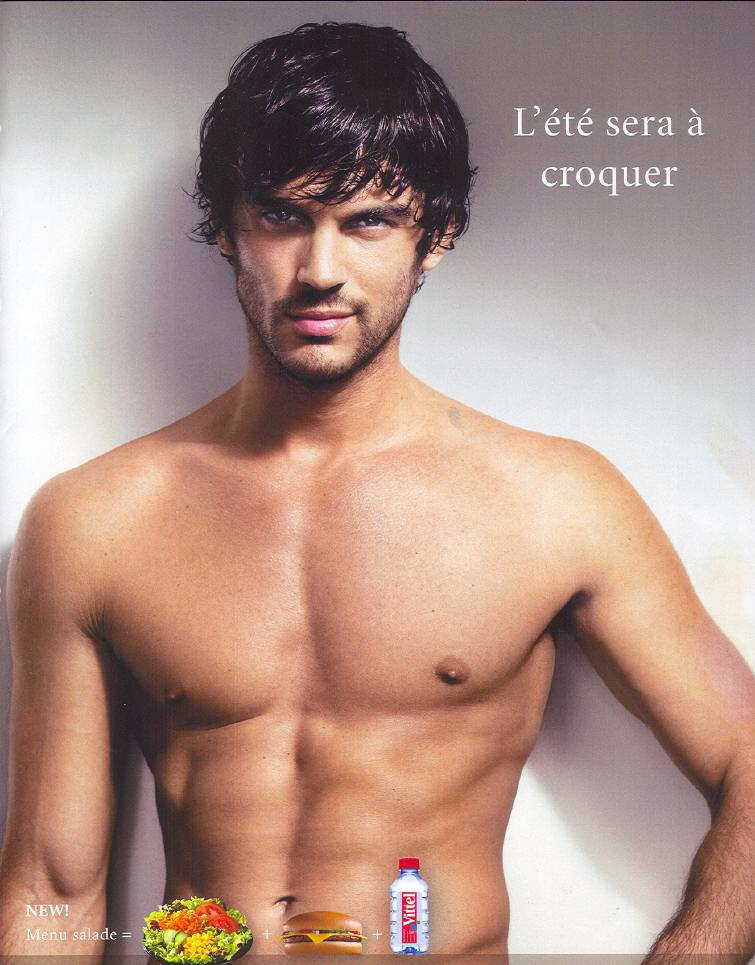 L'été sera à
croquer
NEW!
Menu salade = + +
Vittel